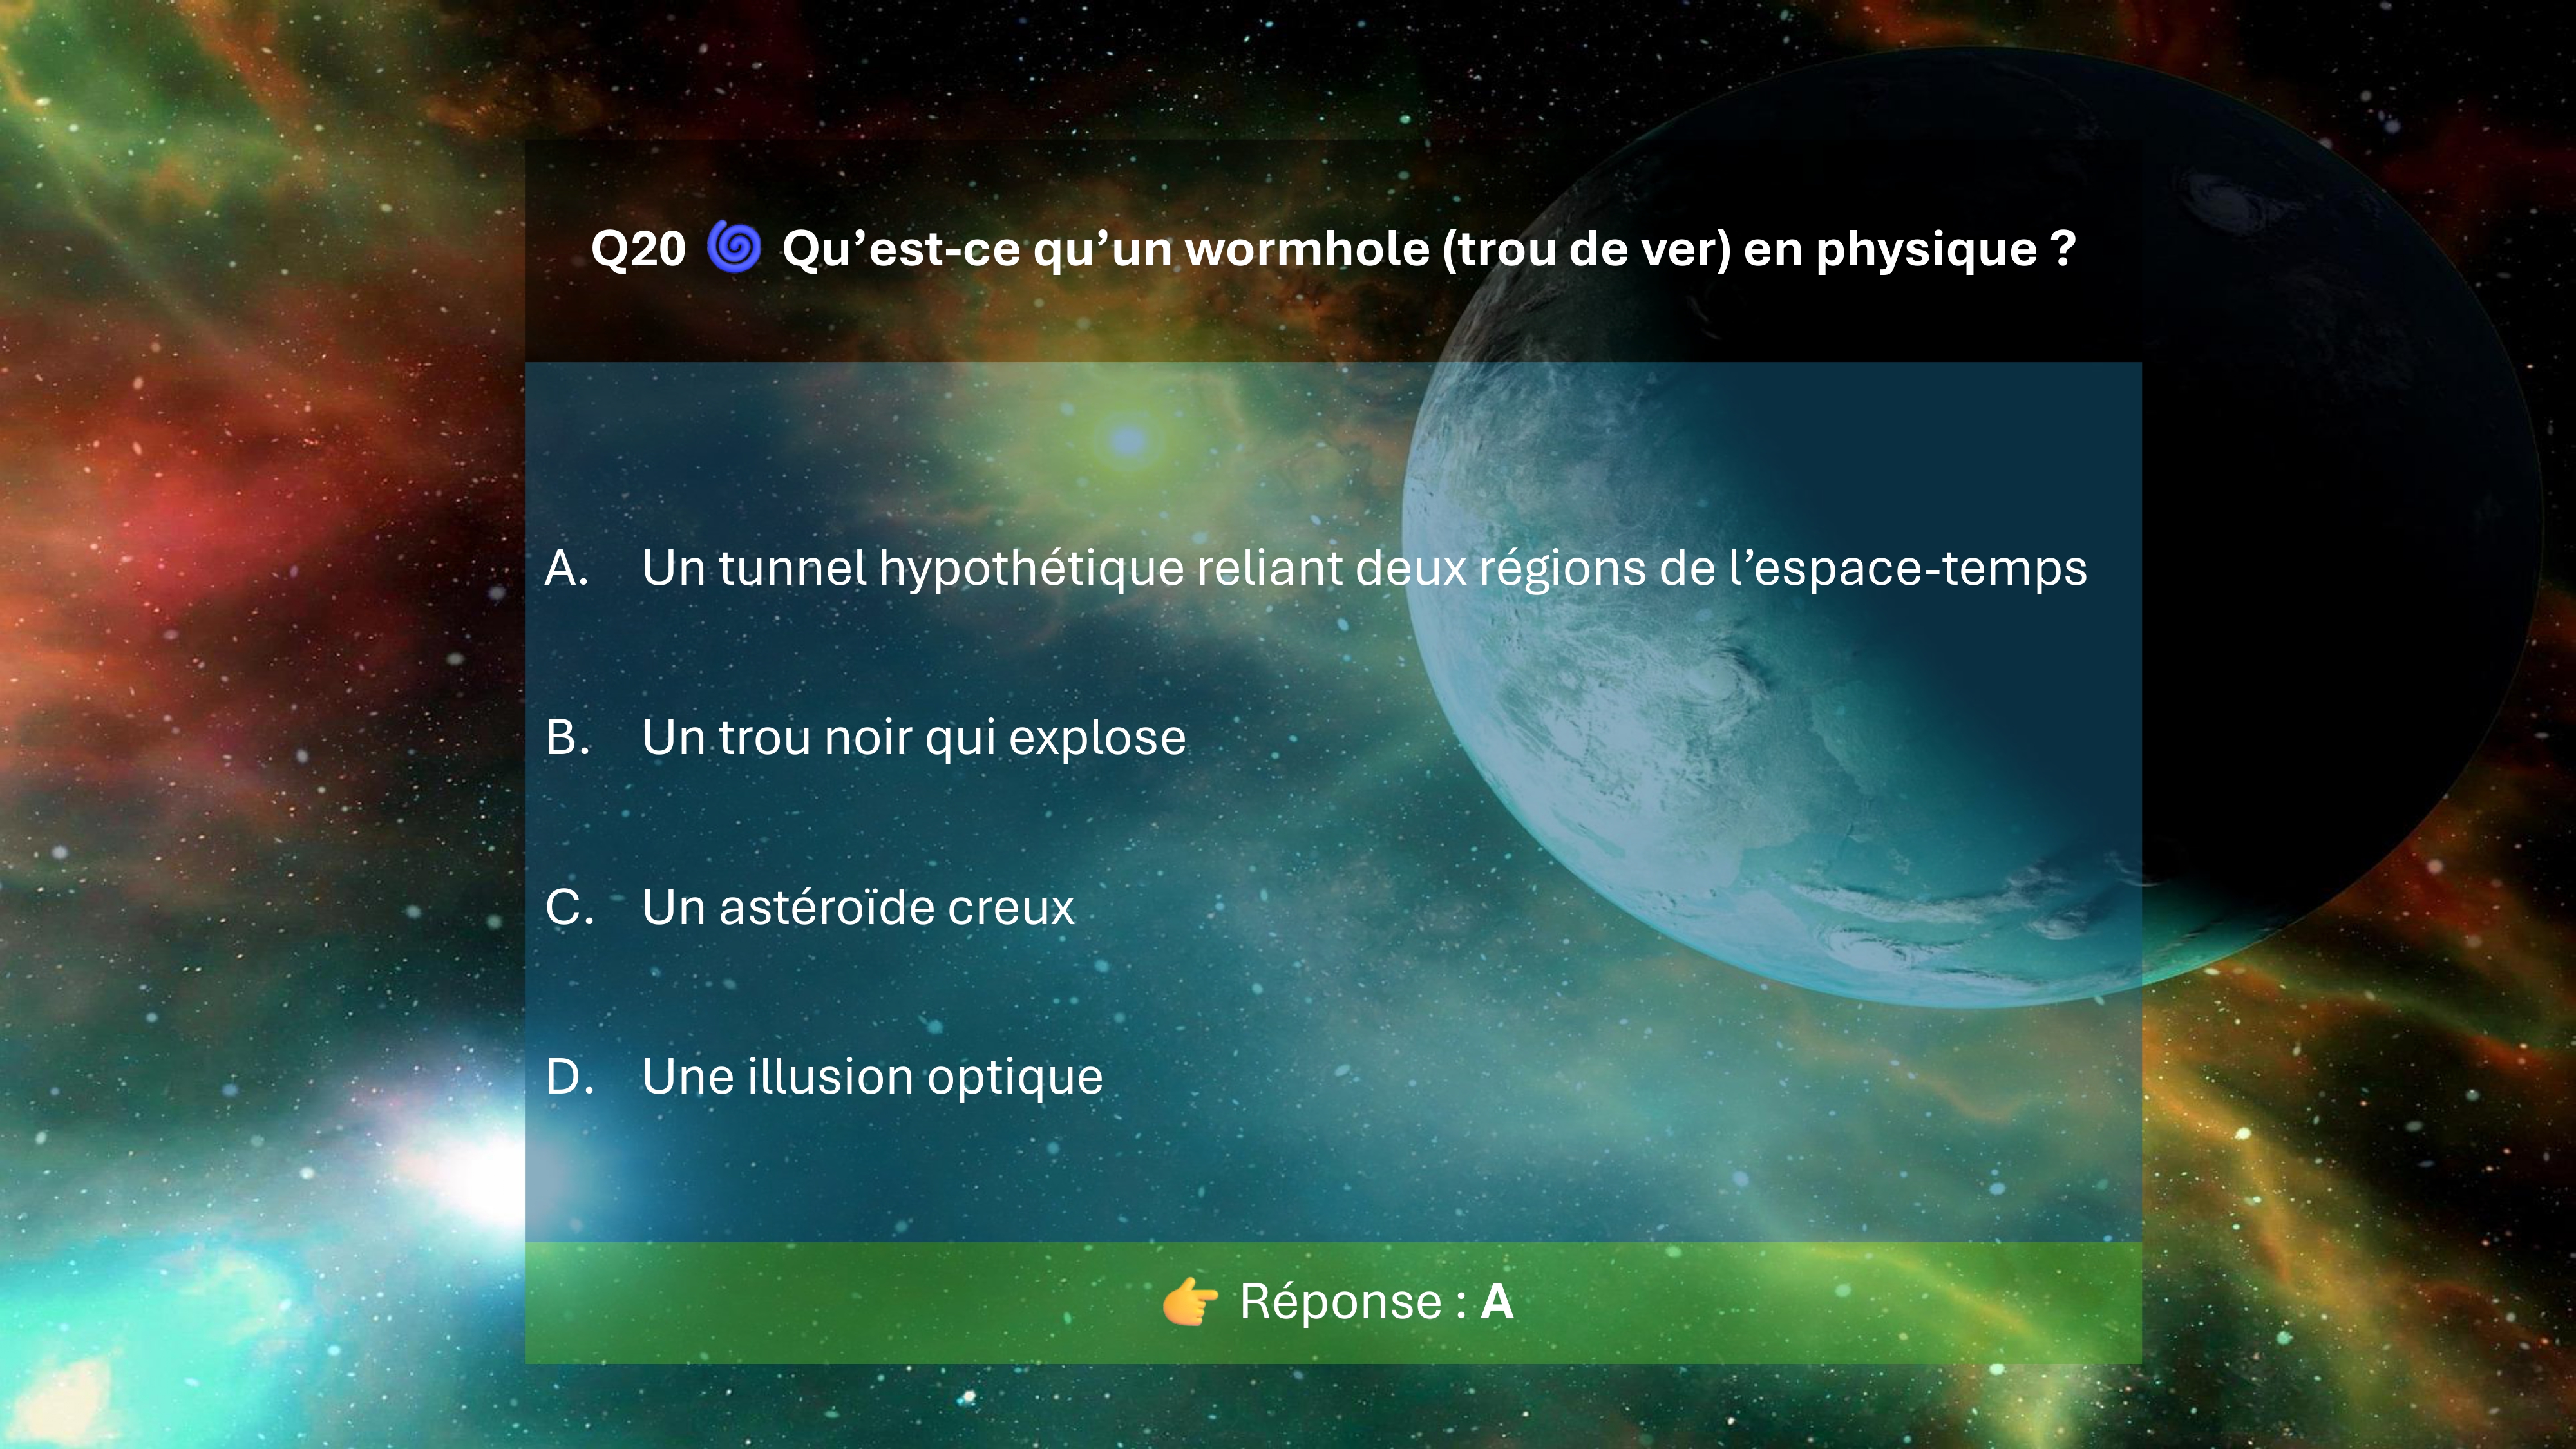 Q20 🌀 Qu’est-ce qu’un wormhole (trou de ver) en physique ?
A. Un tunnel hypothétique reliant deux régions de l’espace-temps
B. Un trou noir qui explose
C. Un astéroïde creux
D. Une illusion optique
👉 Réponse : A